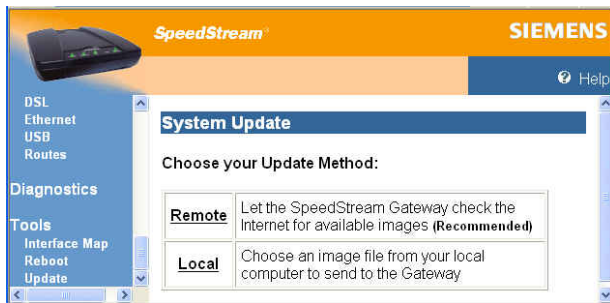 SpeedStream®
SIEMENS
Help
DSL
Ethernet
USB
Routes
Diagnostics
Tools
Interface Map
Reboot
Update
System Update
Choose your Update Method:
Remote
Let the SpeedStream Gateway check the
Internet for available images (Recommended)
Local
Choose an image file from your local
computer to send to the Gateway